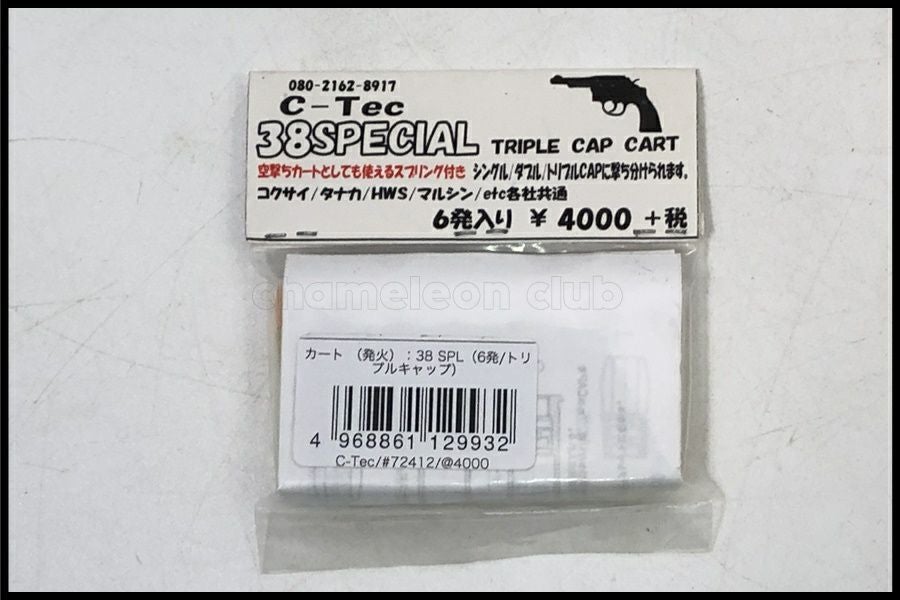 080-2162-8917
C-Tec
38SPECIAL TRIPLE CAP CART
空撃ちカートとしても使えるスプリング付き シングル/ダブル/トリプルCAPに撃ち分けられます。
コクサイ/タナカ/HWS/マルシン/etc各社共通
6発入り ¥4000 +税
chameleon club
カート （発火）：38 SPL（6発/トリ
プルキャップ）
4 968861 129932
C-Tec/#72412/@4000